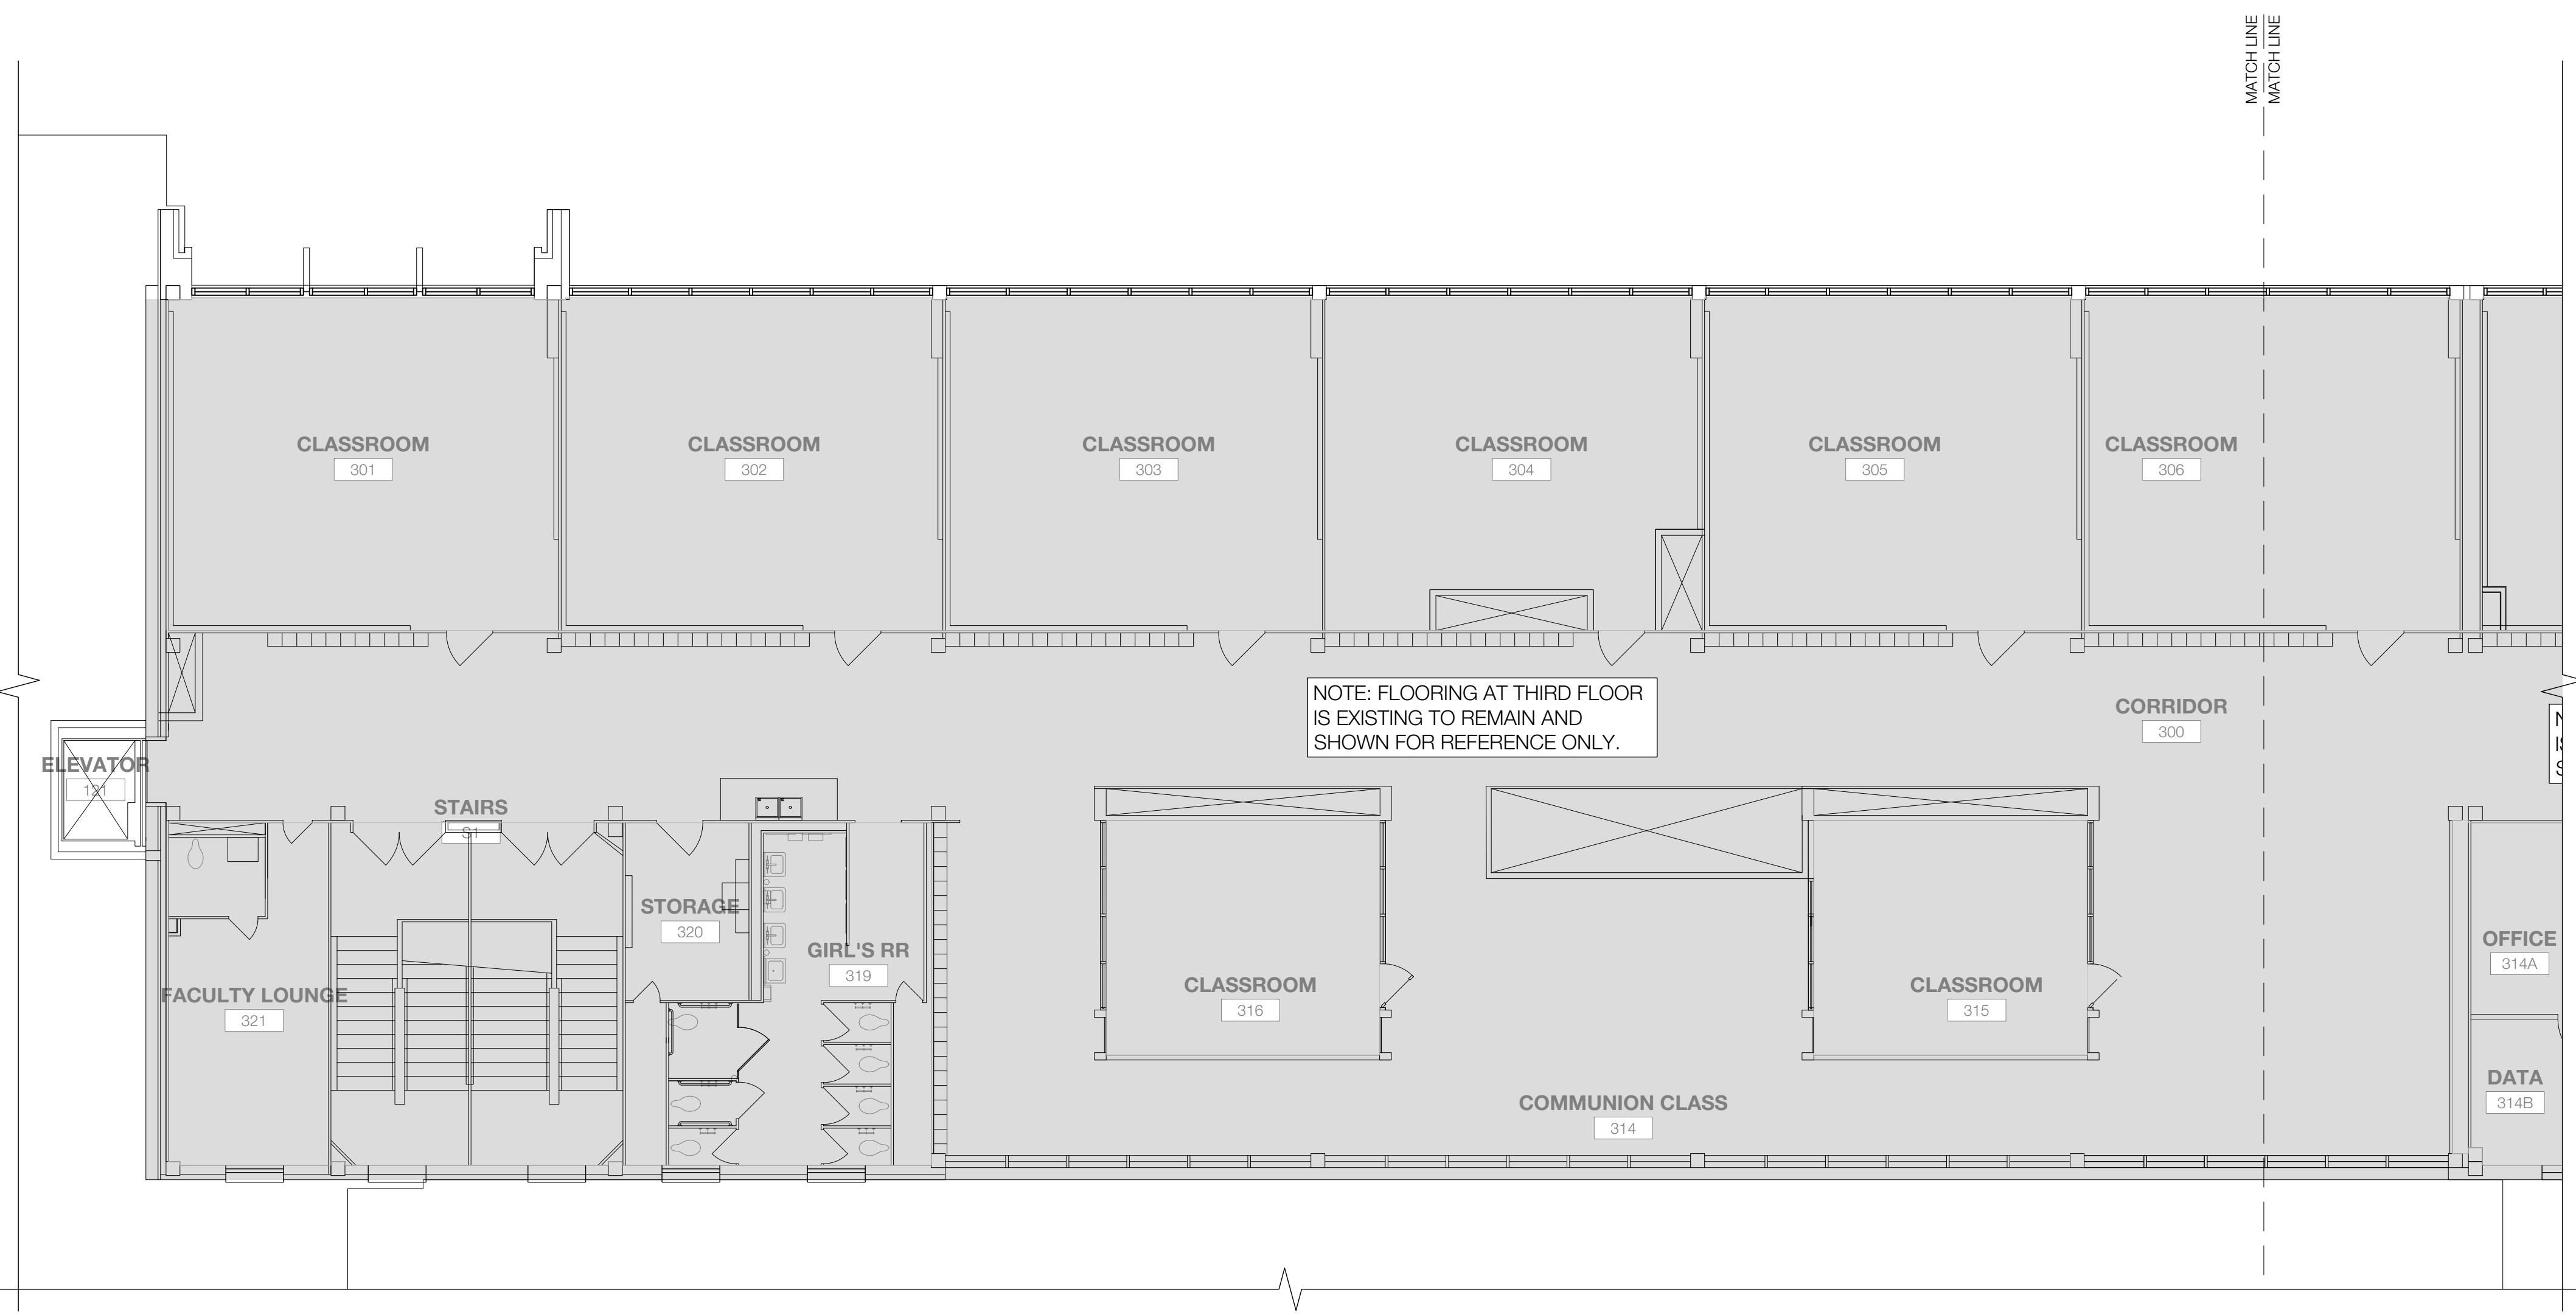 MATCH LINE
MATCH LINE
CLASSROOM
301
CLASSROOM
302
CLASSROOM
303
CLASSROOM
304
CLASSROOM
305
CLASSROOM
306
NOTE: FLOORING AT THIRD FLOOR
IS EXISTING TO REMAIN AND
SHOWN FOR REFERENCE ONLY.
CORRIDOR
300
ELEVATOR
121
STAIRS
S1
STORAGE
320
GIRL'S RR
319
FACULTY LOUNGE
321
CLASSROOM
316
CLASSROOM
315
OFFICE
314A
DATA
314B
COMMUNION CLASS
314